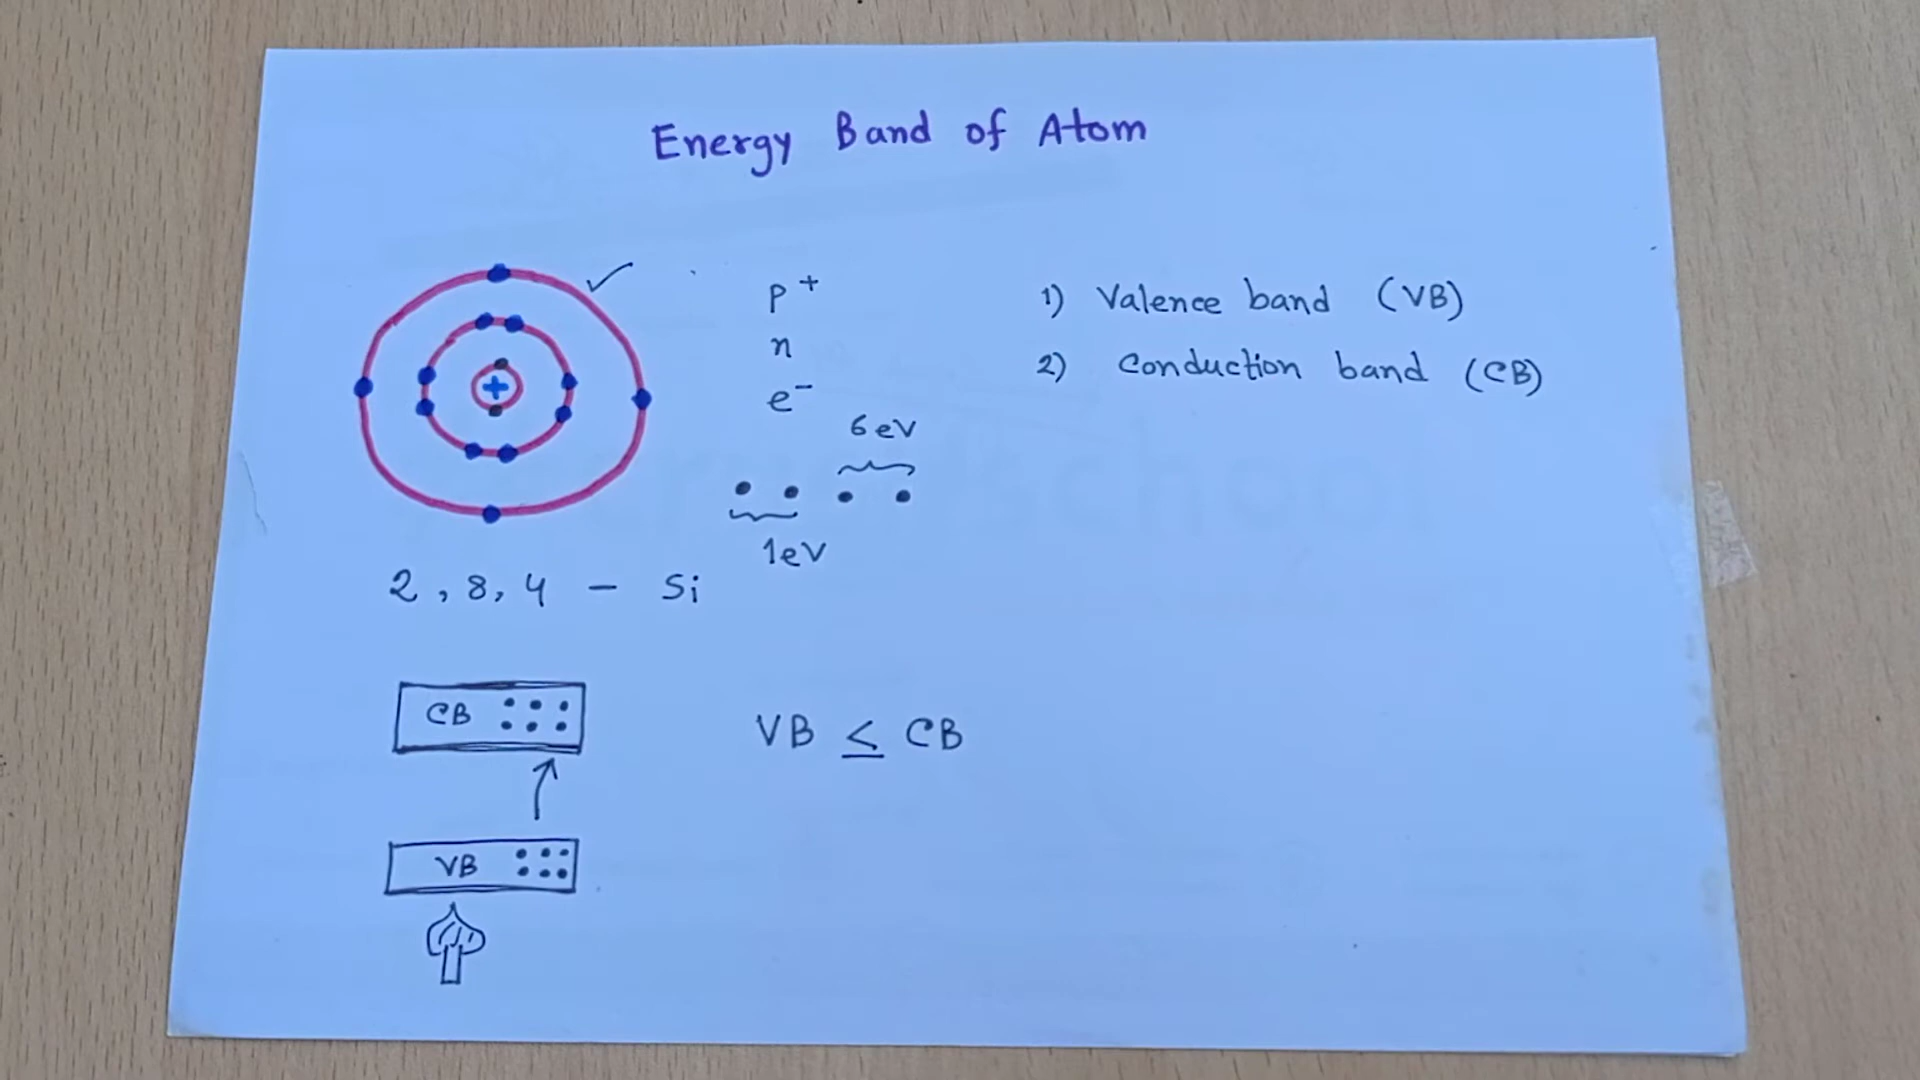 Energy Band of Atom
p+
n
e-
6eV
1eV
2, 8, 4 - Si
1) Valence band (VB)
2) Conduction band (CB)
CB
VB ≤ CB
VB